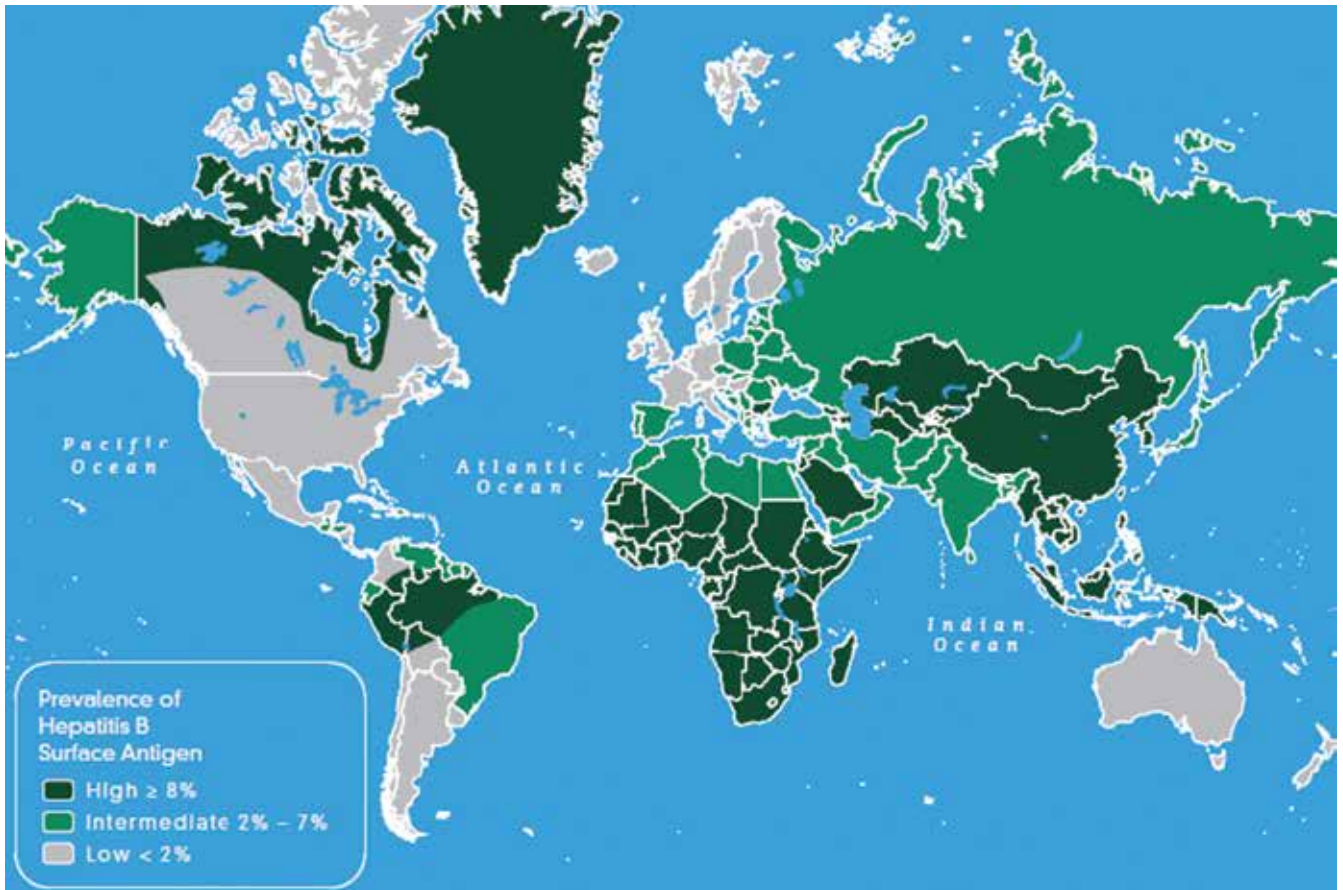 Pacific
Ocean
Atlantic
Ocean
Indian
Ocean
Prevalence of
Hepatitis B
Surface Antigen
High ≥ 8%
Intermediate 2% – 7%
Low < 2%